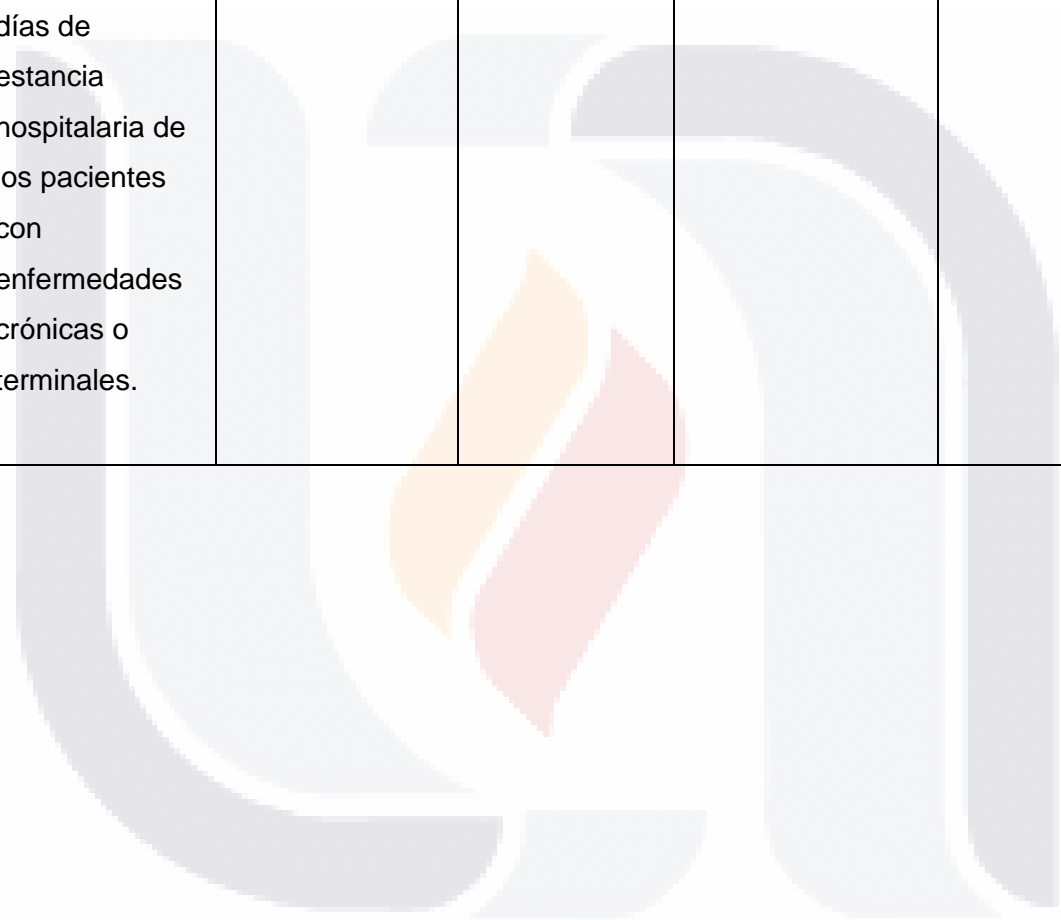 días de
estancia
hospitalaria de
los pacientes
con
enfermedades
crónicas o
terminales.